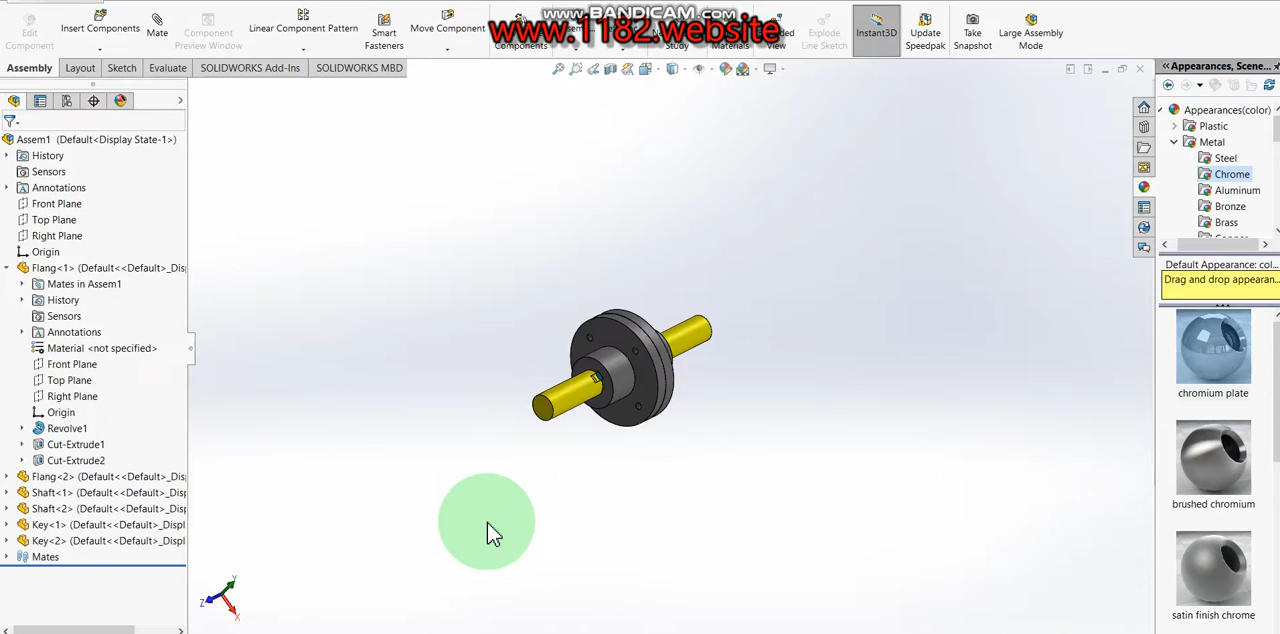 www.BANDICAM.com
www.1182.website
Edit
Component
Insert Components
Mate
Component
Preview Window
Linear Component Pattern
Smart
Fasteners
Move Component
Components
Study
Materials
View
Explode
Line Sketch
Instant3D
Update
Speedpak
Take
Snapshot
Large Assembly
Mode
Assembly
Layout
Sketch
Evaluate
SOLIDWORKS Add-Ins
SOLIDWORKS MBD
Assem1 (Default<Display State-1>)
History
Sensors
Annotations
Front Plane
Top Plane
Right Plane
Origin
Flang<1> (Default<<Default>_Disp
Mates in Assem1
History
Sensors
Annotations
Material <not specified>
Front Plane
Top Plane
Right Plane
Origin
Revolve1
Cut-Extrude1
Cut-Extrude2
Flang<2> (Default<<Default>_Disp
Shaft<1> (Default<<Default>_Disp
Shaft<2> (Default<<Default>_Disp
Key<1> (Default<<Default>_Displ
Key<2> (Default<<Default>_Displ
Mates
Y
Z
X
Appearances, Scene...
Appearances(color)
Plastic
Metal
Steel
Chrome
Aluminum
Bronze
Brass
Default Appearance: col...
Drag and drop appearan...
chromium plate
brushed chromium
satin finish chrome